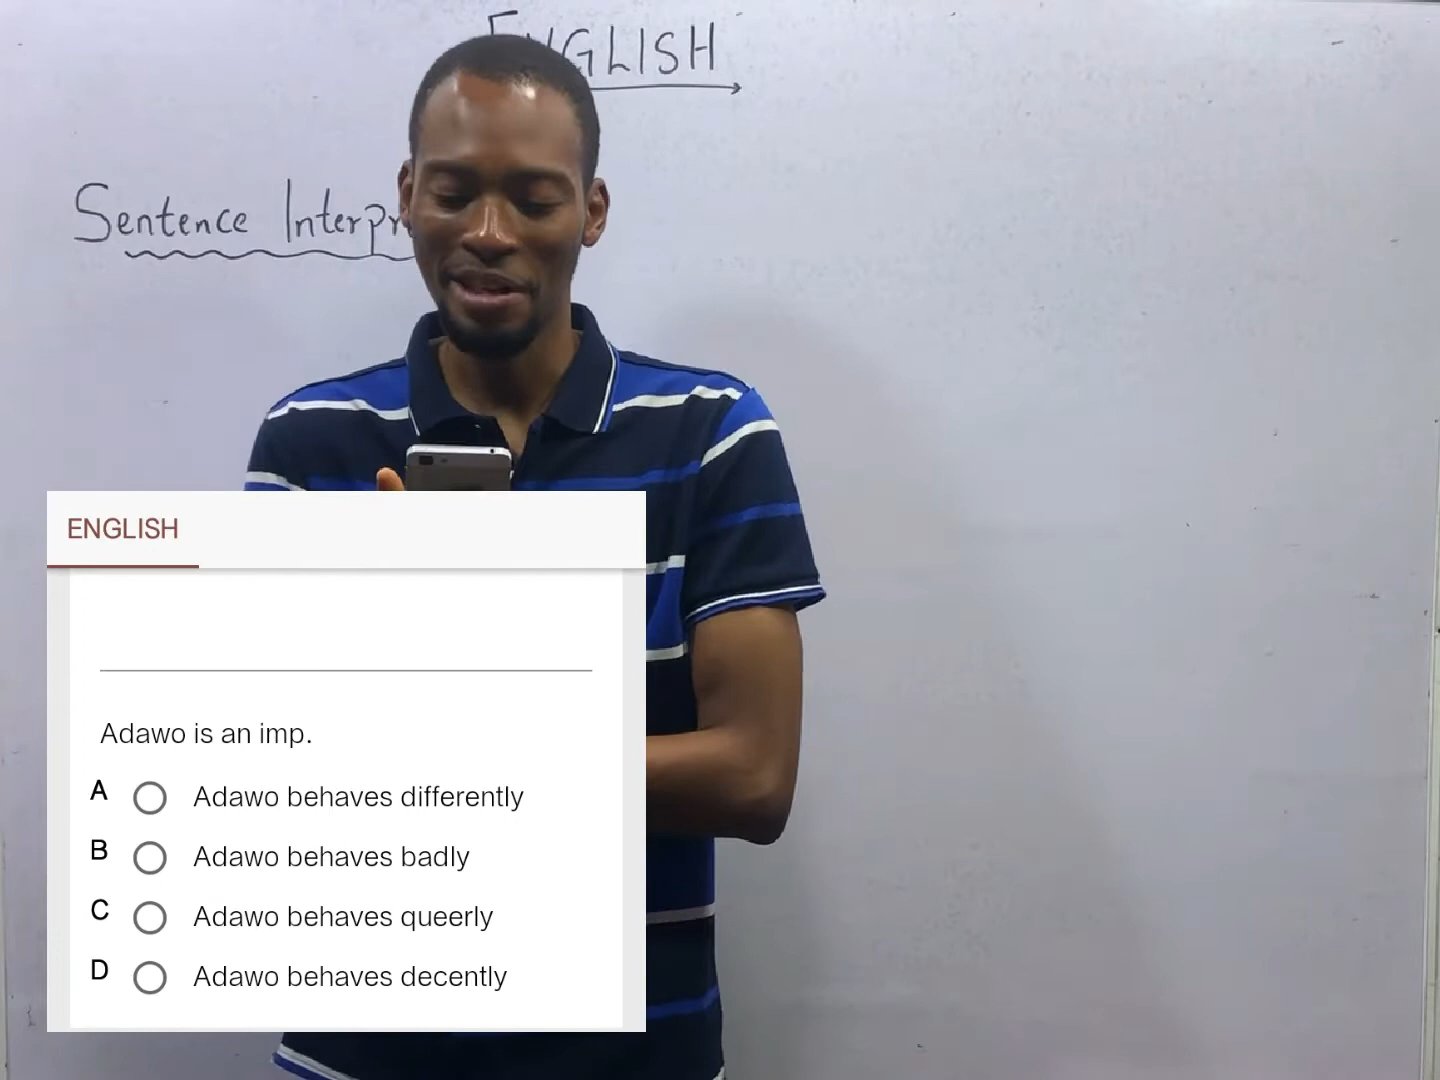 ENGLISH
Sentence Interpr
ENGLISH
Adawo is an imp.
A Adawo behaves differently
B Adawo behaves badly
C Adawo behaves queerly
D Adawo behaves decently